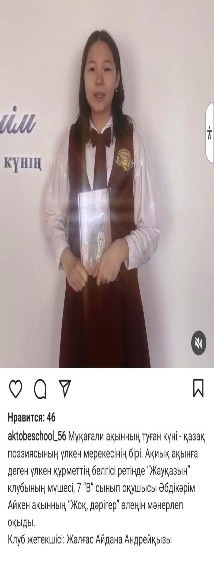 ілім
күнің
Нравится: 46
aktobeschool_56 Мұқағали ақынның туған күні - қазақ
поэзиясының үлкен мерекесінің бірі. Ақиық ақынға
деген үлкен құрметтің белгісі ретінде "Жауқазын"
клубының мүшесі, 7 "В" сынып оқушысы Әбдікәрім
Айкен ақынның "Жоқ, дәрігер" өлеңін мәнерлеп
оқыды.
Клуб жетекшісі: Жалғас Айдана Андрейқызы